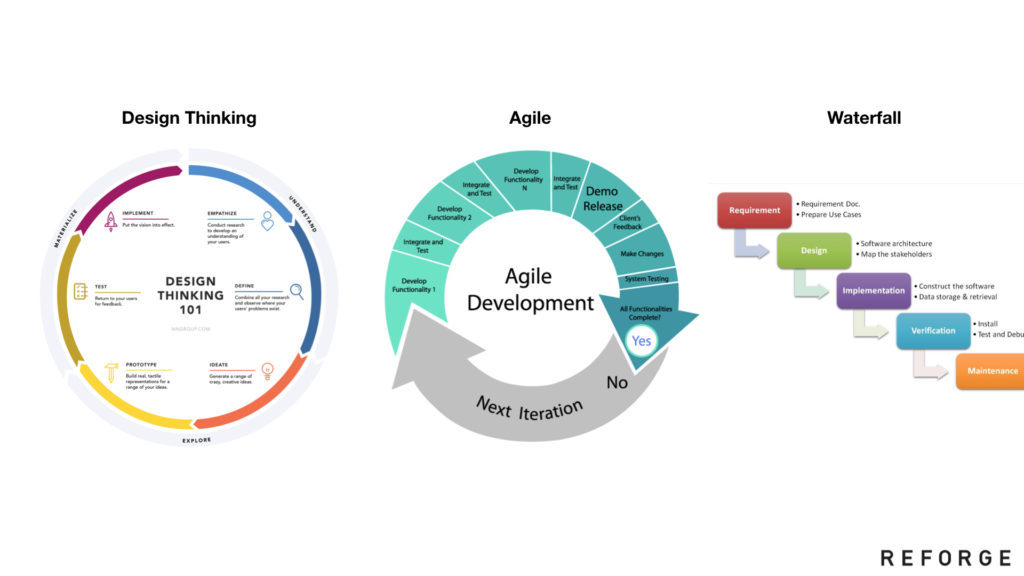 Design Thinking
Agile
Waterfall
MATERIALIZE
UNDERSTAND
EXPLORE
IMPLEMENT
Put the vision into effect.
EMPATHIZE
Conduct research
to develop an
understanding of
your users.
TEST
Return to your users
for feedback.
DESIGN
THINKING
101
NNGROUP.COM
DEFINE
Combine all your research
and observe where your
users' problems exist.
PROTOTYPE
Build real, tactile
representations for a
range of your ideas.
IDEATE
Generate a range of
crazy, creative ideas.
Develop
Functionality 1
Integrate and
Test
Develop
Functionality 2
Integrate
and Test
Develop
Functionality
N
Integrate
and Test
Demo
Release
Client's
Feedback
Make Changes
System Testing
All Functionalities
Complete?
Yes
No
Next Iteration
Agile
Development
Requirement
• Requirement Doc.
• Prepare Use Cases
Design
• Software architecture
• Map the stakeholders
Implementation
• Construct the software
• Data storage & retrieval
Verification
• Install
• Test and Debu
Maintenance
REFORGE